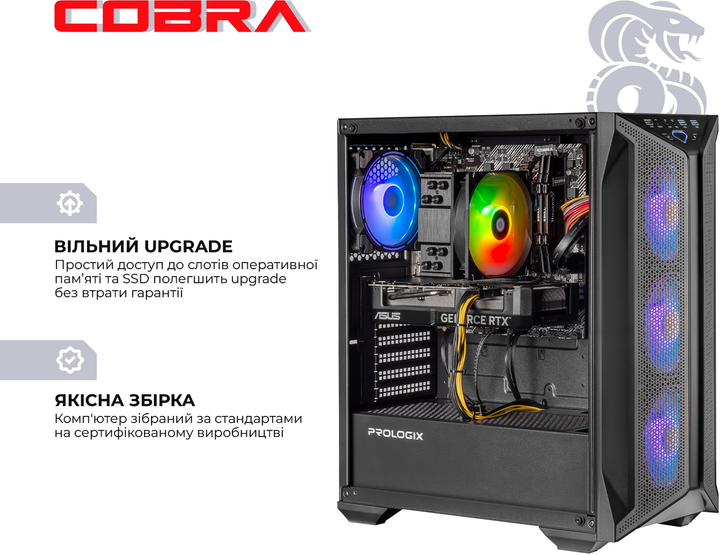 COBRA
ВІЛЬНИЙ UPGRADE
Простий доступ до слотів оперативної
пам'яті та SSD полегшить upgrade
без втрати гарантії
ASUS
GEFORCE RTX™
ЯКІСНА ЗБІРКА
Комп'ютер зібраний за стандартами
на сертифікованому виробництві
PROLOGIX